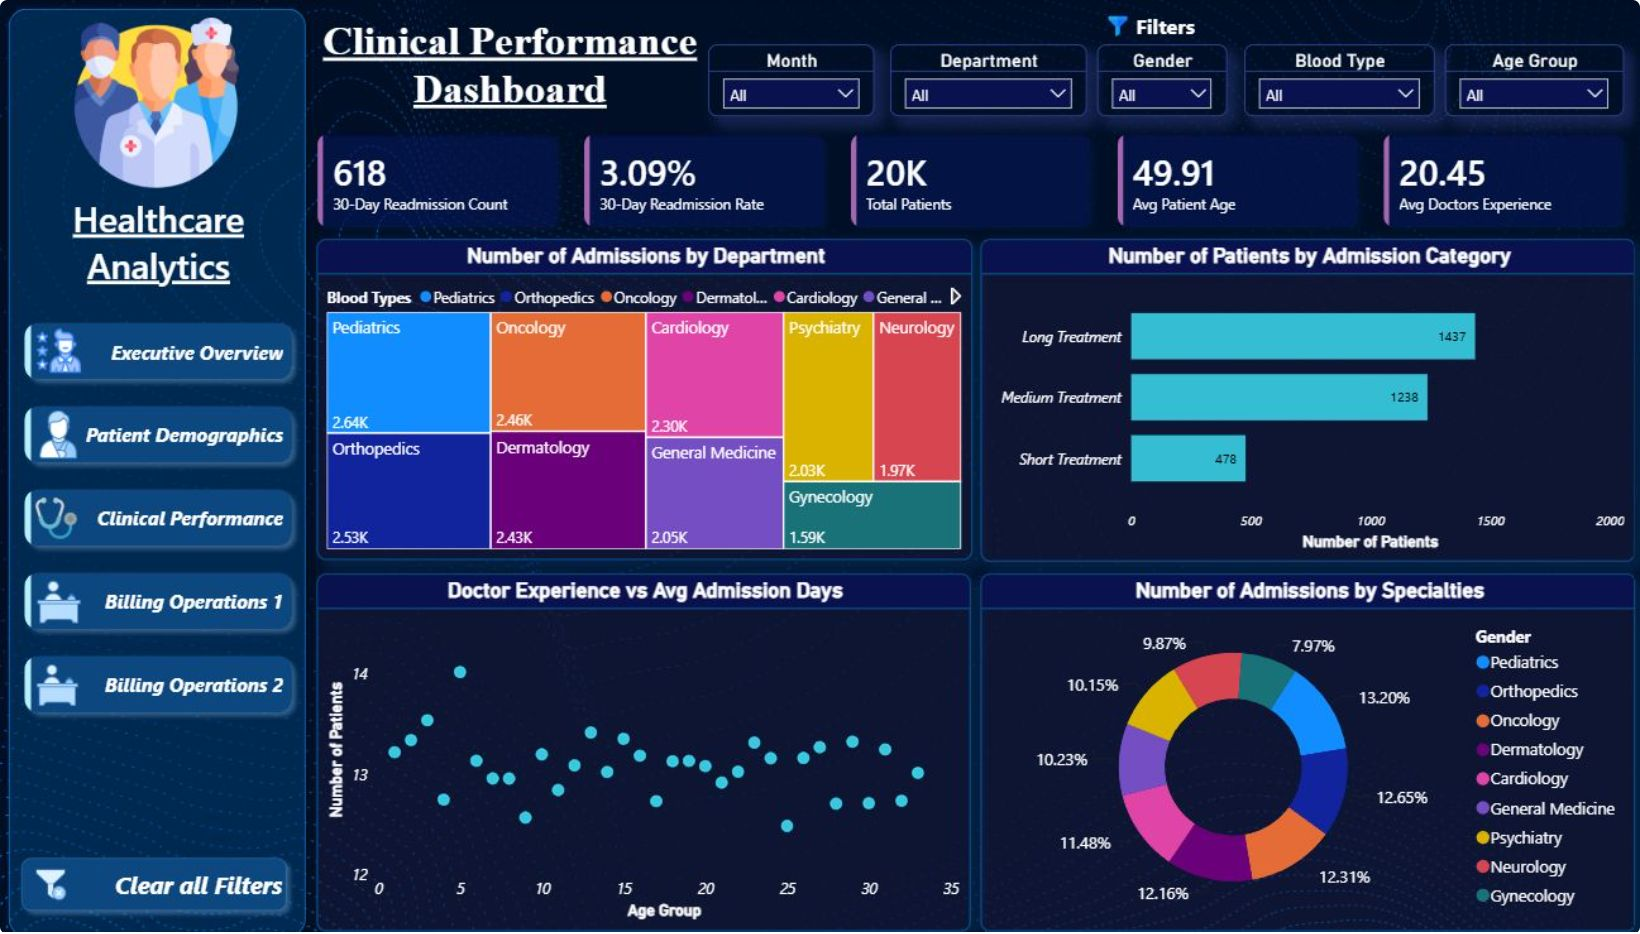 Healthcare
Analytics
Executive Overview
Patient Demographics
Clinical Performance
Billing Operations 1
Billing Operations 2
Clear all Filters
Clinical Performance
Dashboard
Filters
Month
All
Department
All
Gender
All
Blood Type
All
Age Group
All
618
30-Day Readmission Count
3.09%
30-Day Readmission Rate
20K
Total Patients
49.91
Avg Patient Age
20.45
Avg Doctors Experience
Number of Admissions by Department
Blood Types Pediatrics Orthopedics Oncology Dermatol... Cardiology General ...
Pediatrics
2.64K
Orthopedics
2.53K
Oncology
2.46K
Dermatology
2.43K
Cardiology
2.30K
General Medicine
2.05K
Psychiatry
2.03K
Neurology
1.97K
Gynecology
1.59K
Number of Patients by Admission Category
Long Treatment 1437
Medium Treatment 1238
Short Treatment 478
0 500 1000 1500 2000
Number of Patients
Doctor Experience vs Avg Admission Days
Number of Patients
14
13
12
0 5 10 15 20 25 30 35
Age Group
Number of Admissions by Specialties
9.87%
7.97%
10.15%
13.20%
10.23%
12.65%
11.48%
12.31%
12.16%
Gender
Pediatrics
Orthopedics
Oncology
Dermatology
Cardiology
General Medicine
Psychiatry
Neurology
Gynecology